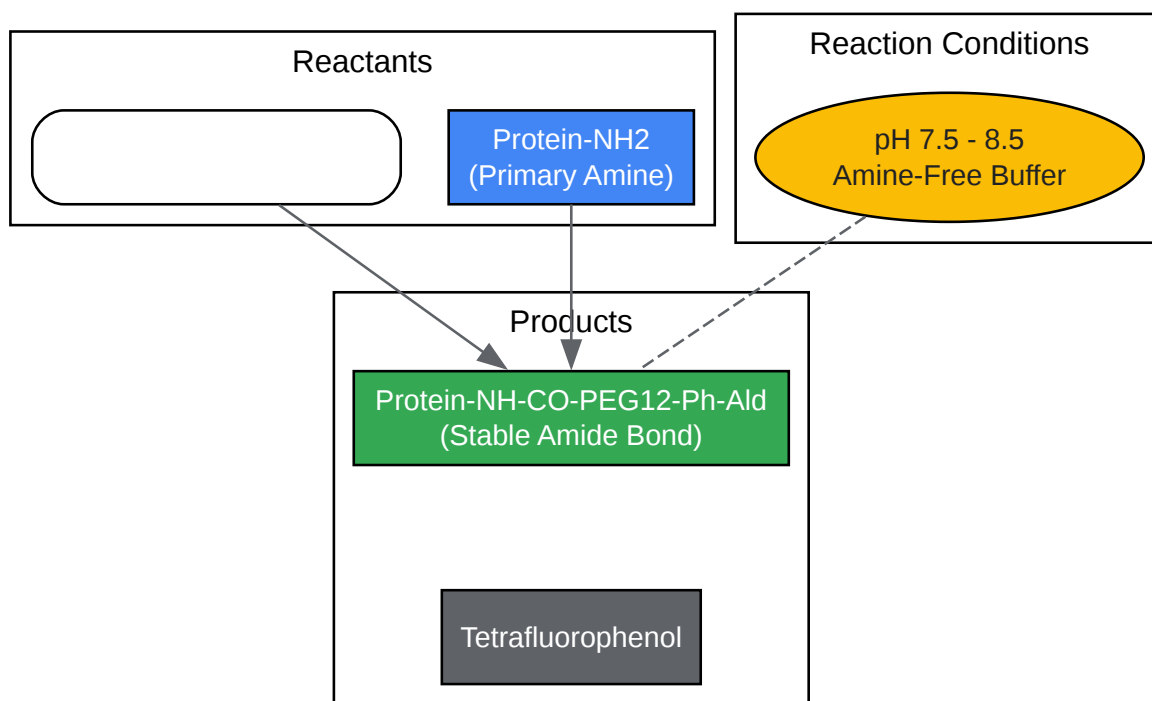 Reactants
Reaction Conditions
Protein-NH2
(Primary Amine)
pH 7.5 - 8.5
Amine-Free Buffer
Products
Protein-NH-CO-PEG12-Ph-Ald
(Stable Amide Bond)
Tetrafluorophenol